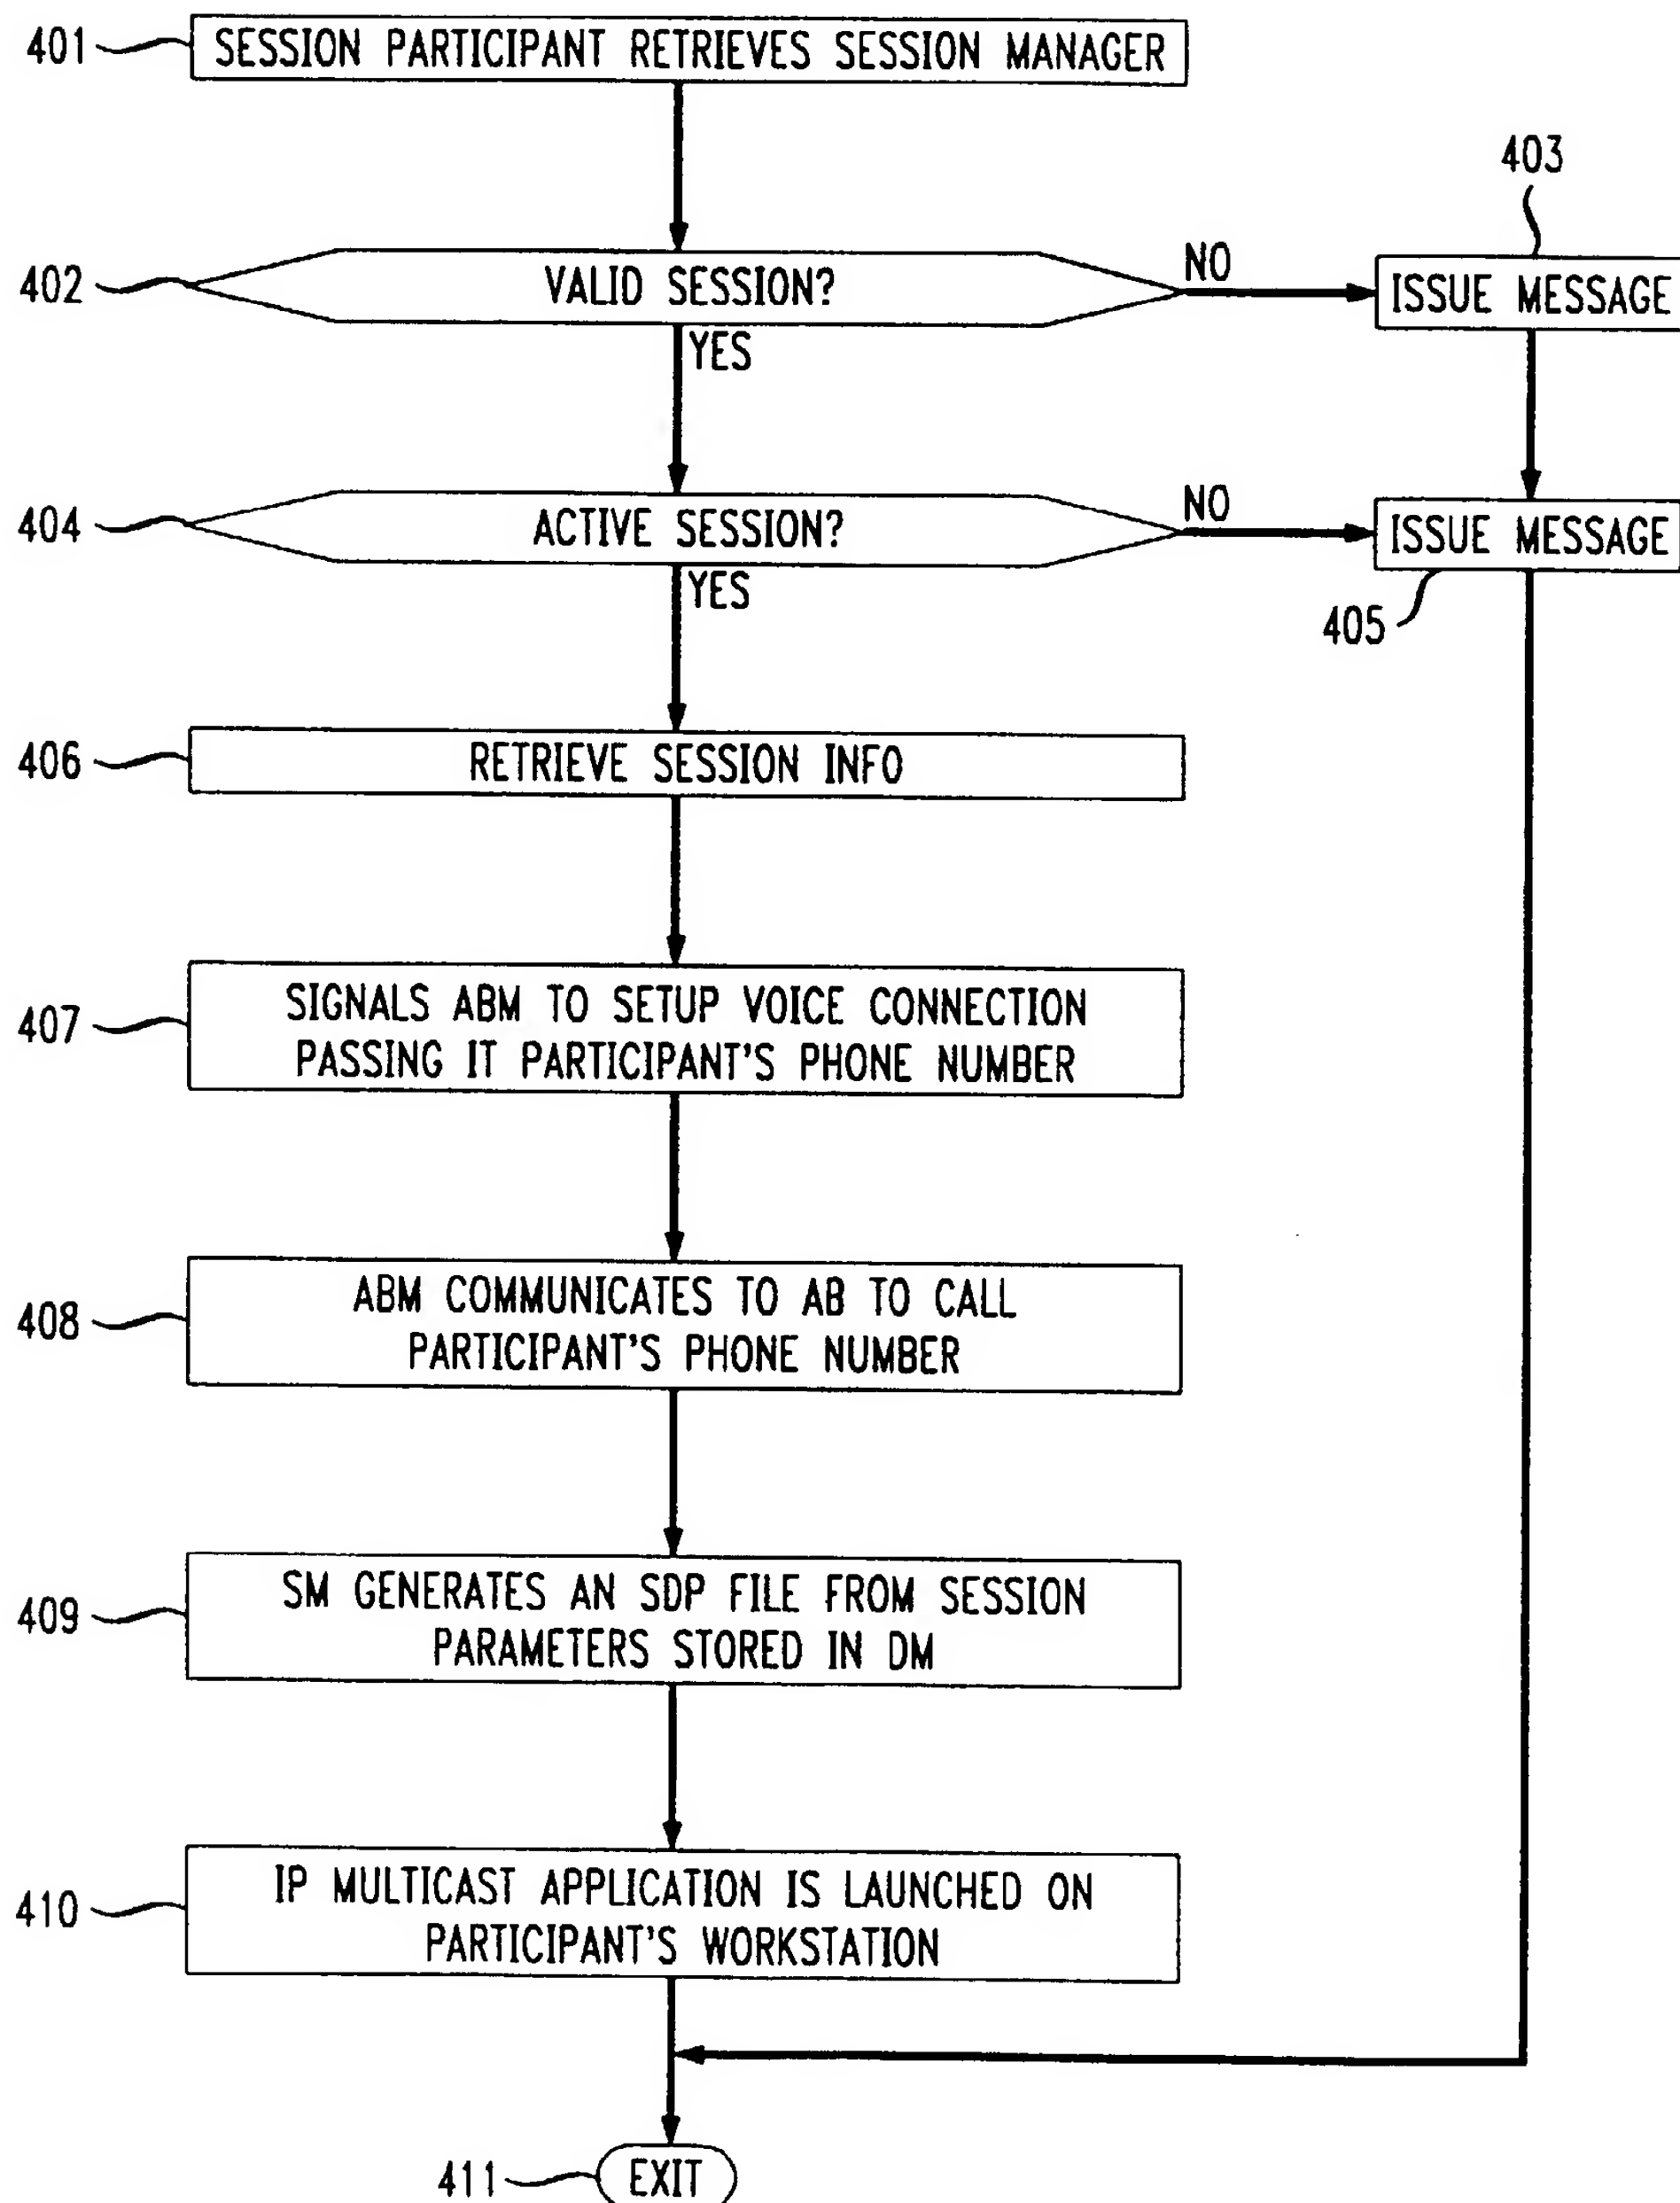 401
SESSION PARTICIPANT RETRIEVES SESSION MANAGER
403
402
VALID SESSION?
NO
ISSUE MESSAGE
YES
404
ACTIVE SESSION?
NO
ISSUE MESSAGE
YES
405
406
RETRIEVE SESSION INFO
407
SIGNALS ABM TO SETUP VOICE CONNECTION
PASSING IT PARTICIPANT'S PHONE NUMBER
408
ABM COMMUNICATES TO AB TO CALL
PARTICIPANT'S PHONE NUMBER
409
SM GENERATES AN SDP FILE FROM SESSION
PARAMETERS STORED IN DM
410
IP MULTICAST APPLICATION IS LAUNCHED ON
PARTICIPANT'S WORKSTATION
411
EXIT